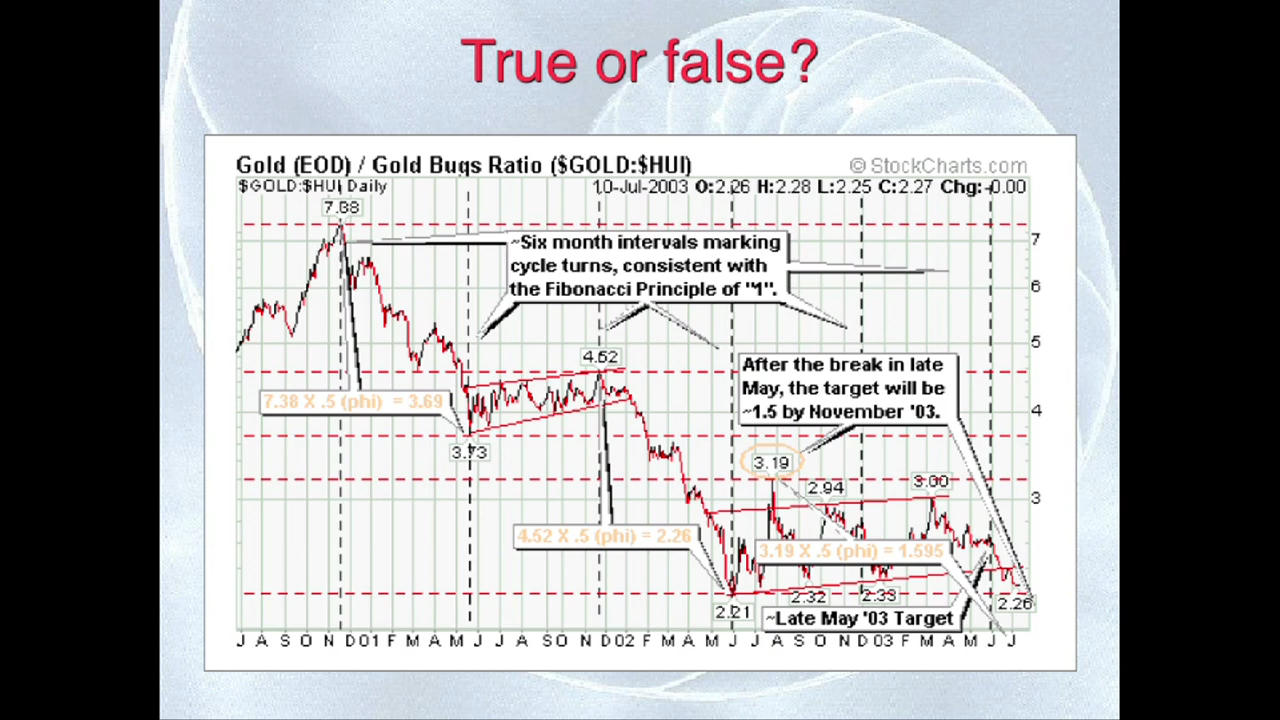 True or false?
Gold (EOD) / Gold Bugs Ratio ($GOLD:$HUI)
© StockCharts.com
$GOLD:$HUI Daily
10-Jul-2003 O:2.26 H:2.28 L:2.25 C:2.27 Chg:-0.00
7.38
7
~Six month intervals marking
cycle turns, consistent with
the Fibonacci Principle of "1".
6
5
4.52
After the break in late
May, the target will be
~1.5 by November '03.
7.38 X .5 (phi) = 3.69
4
3.73
3.19
2.94
3.00
3
4.52 X .5 (phi) = 2.26
3.19 X .5 (phi) = 1.595
2.21
2.32
2.33
2.26
~Late May '03 Target
J A S O N D 01 F M A M J J A S O N D 02 F M A M J J A S O N D 03 F M A M J J